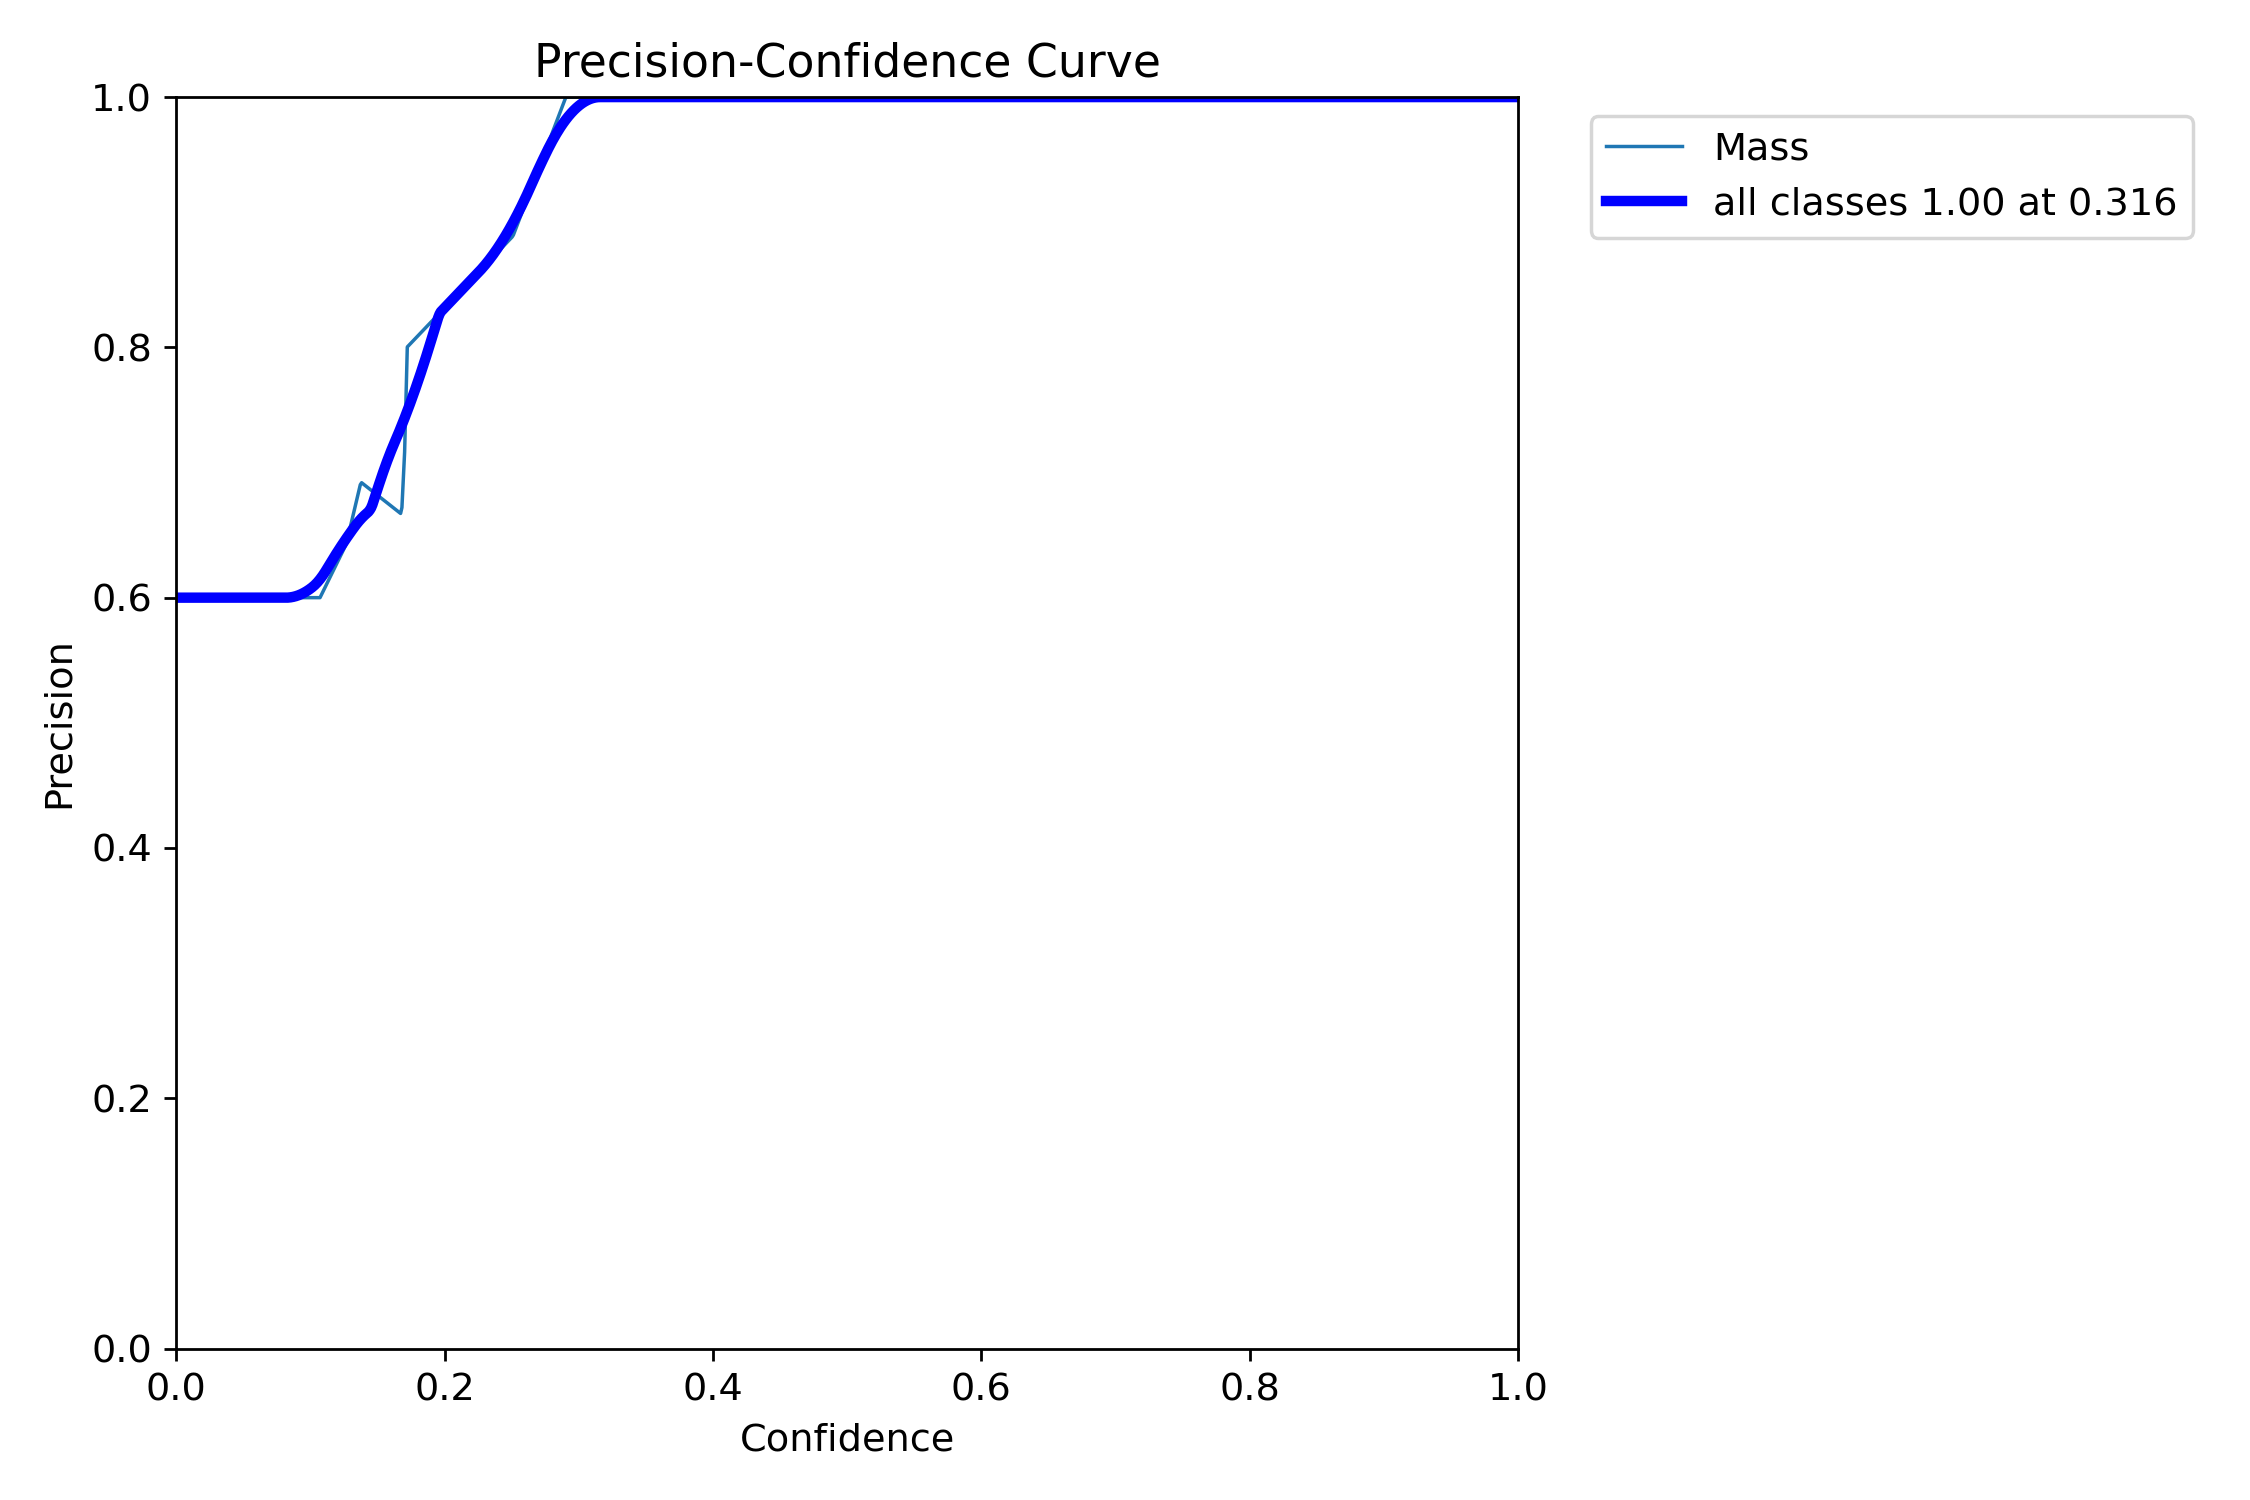 Precision-Confidence Curve
Mass
all classes 1.00 at 0.316
1.0
0.8
0.6
0.4
0.2
0.0
Precision
0.0 0.2 0.4 0.6 0.8 1.0
Confidence